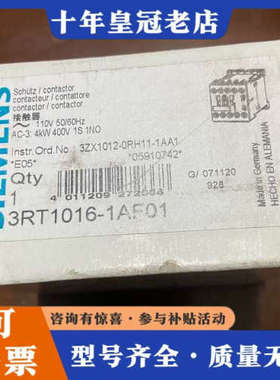 十年皇冠老店
SIEMENS
Schütz / contactor
contacteur / contattore
contactor / contactor
接触器
110V 50/60Hz
AC-3: 4kW 400V 1S 1NO
Instr.Ord.No. 3ZX1012-0RH11-1AA1
*E05* *05910742*
Qty
1
G/ 071120
928
Made in Germany
HECHO EN ALEMANIA
3RT1016-1AF01
可
票
咨询有惊喜·参与补贴活动
型号齐全·质量无忧